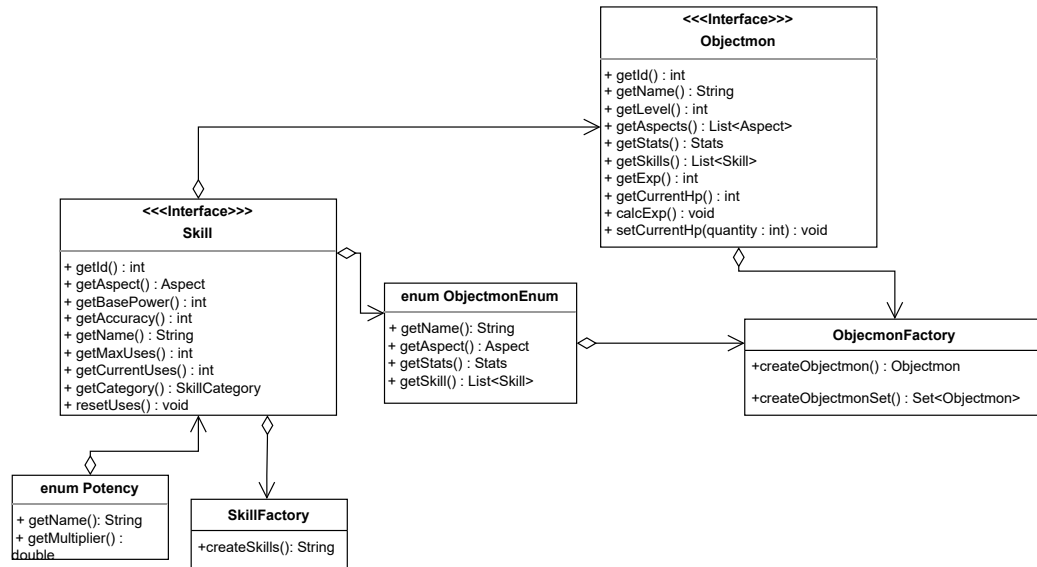 <<<Interface>>>
Objectmon
+ getId() : int
+ getName() : String
+ getLevel() : int
+ getAspects() : List<Aspect>
+ getStats() : Stats
+ getSkills() : List<Skill>
+ getExp() : int
+ getCurrentHp() : int
+ calcExp() : void
+ setCurrentHp(quantity : int) : void
<<<Interface>>>
Skill
+ getId() : int
+ getAspect() : Aspect
+ getBasePower() : int
+ getAccuracy() : int
+ getName() : String
+ getMaxUses() : int
+ getCurrentUses() : int
+ getCategory() : SkillCategory
+ resetUses() : void
enum ObjectmonEnum
+ getName(): String
+ getAspect() : Aspect
+ getStats() : Stats
+ getSkill() : List<Skill>
ObjecmonFactory
+createObjectmon() : Objectmon
+createObjectmonSet() : Set<Objectmon>
enum Potency
+ getName(): String
+ getMultiplier() :
double
SkillFactory
+createSkills(): String